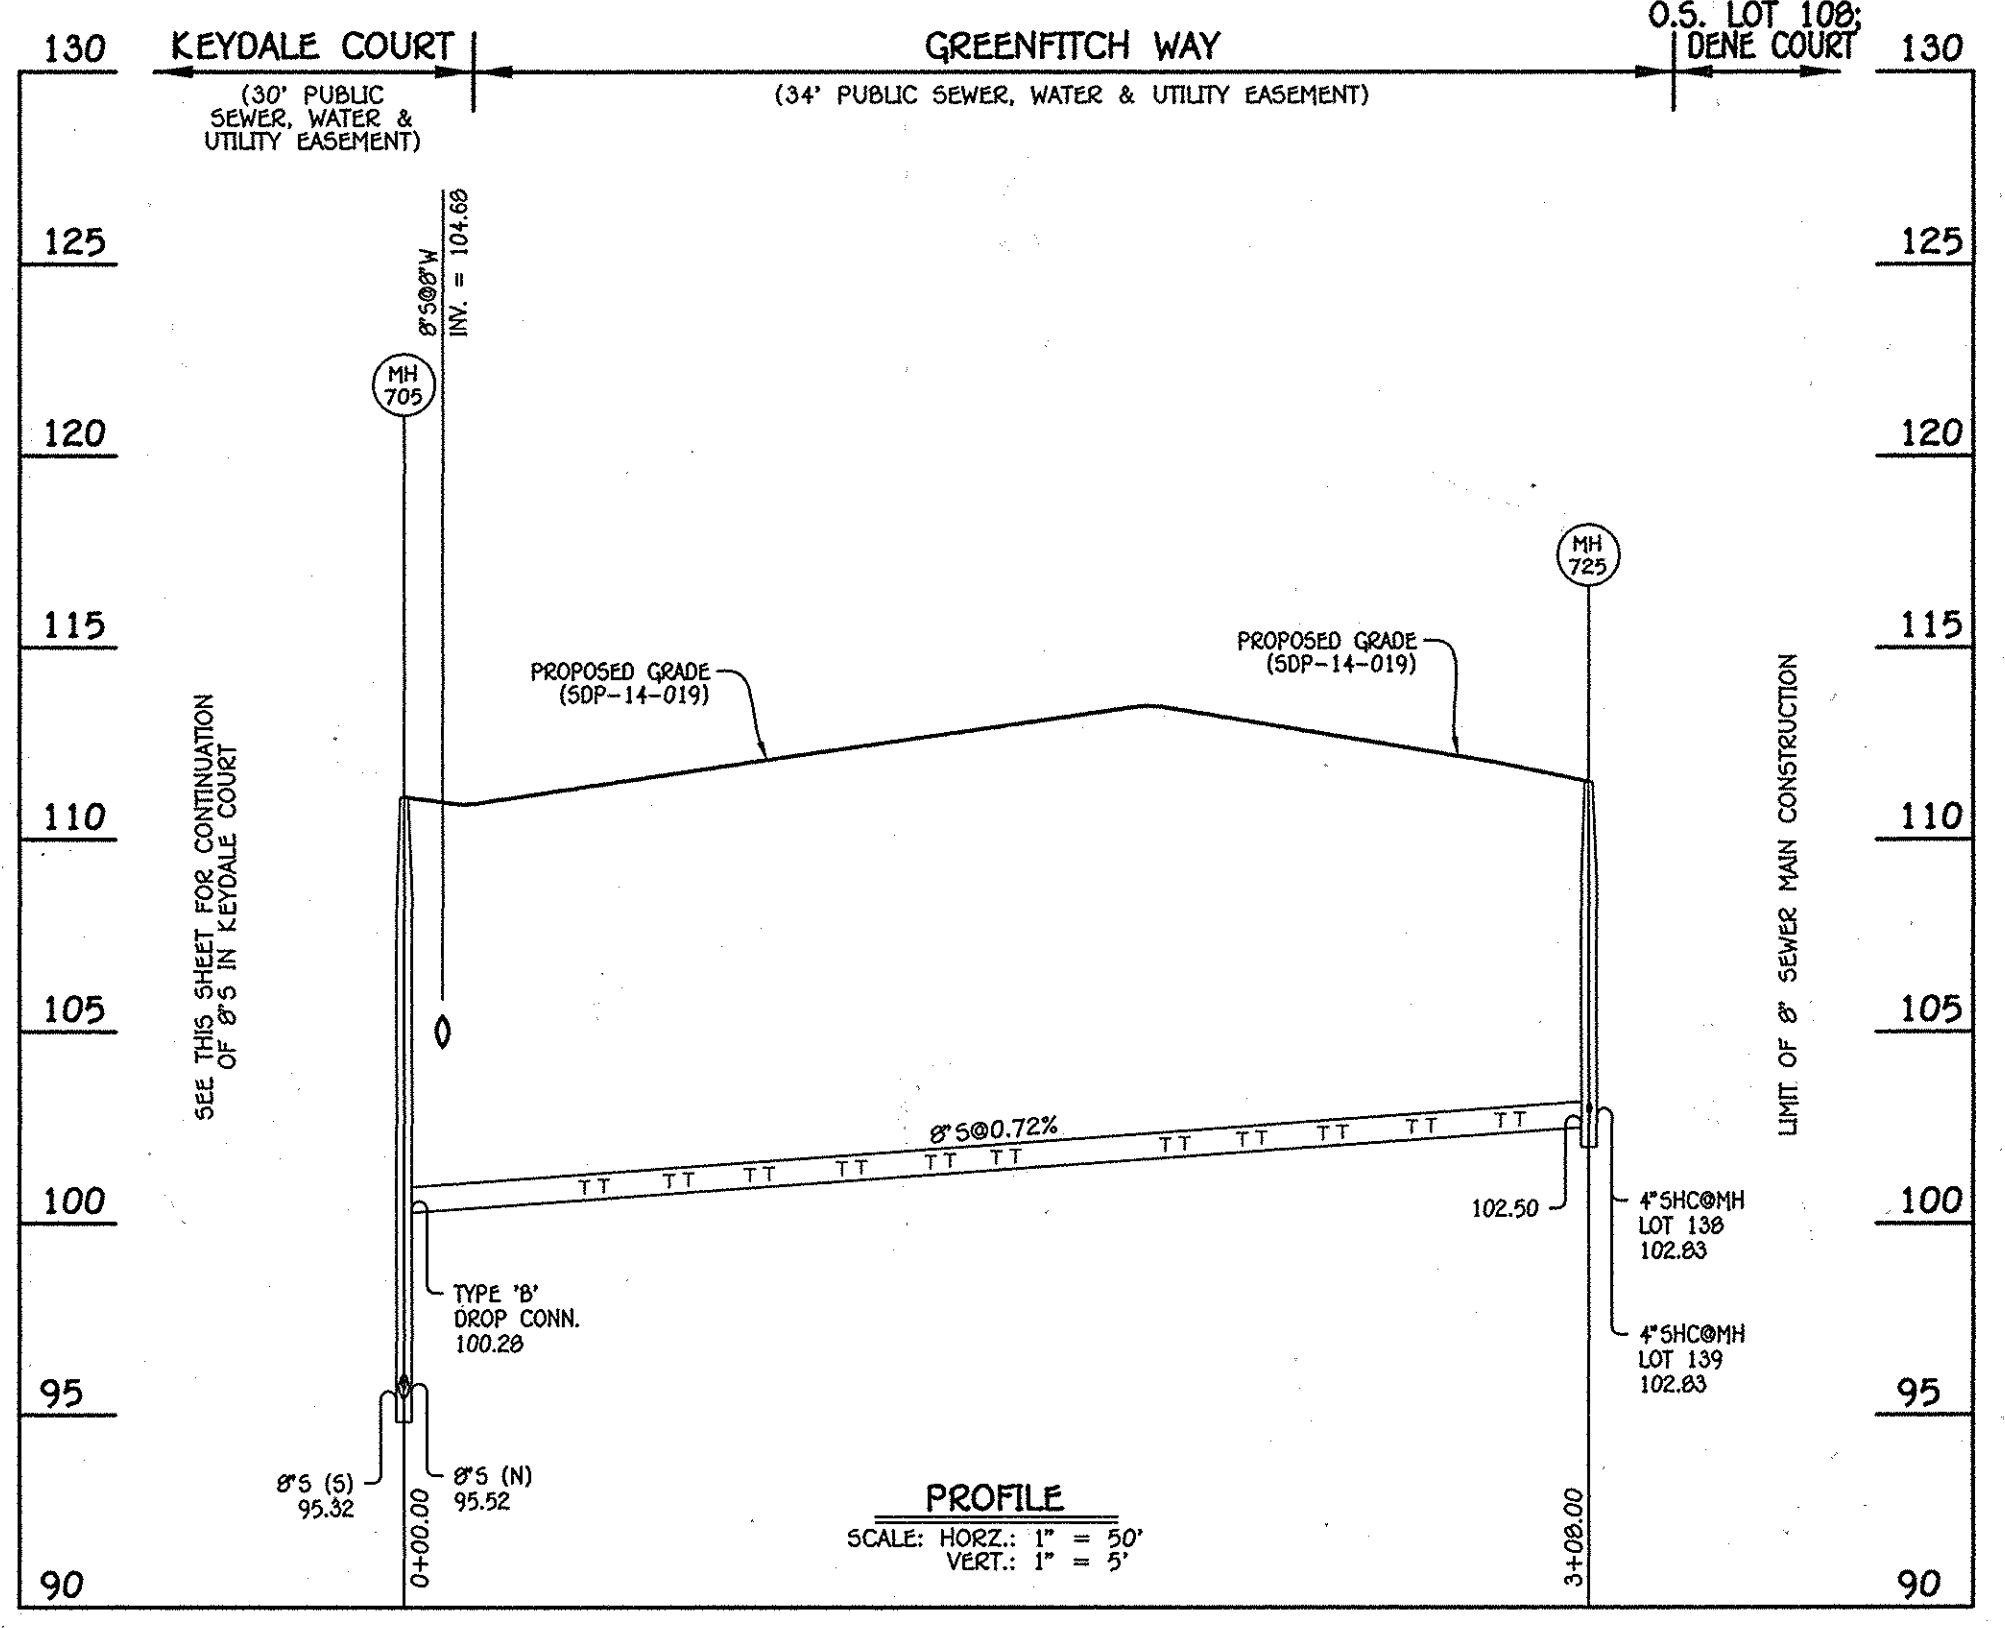 O.S. LOT 108;
DENE COURT
KEYDALE COURT
GREENFITCH WAY
(30' PUBLIC
SEWER, WATER &
UTILITY EASEMENT)
(34' PUBLIC SEWER, WATER & UTILITY EASEMENT)
130
125
120
115
110
105
100
95
90
130
125
120
115
110
105
100
95
90
8"S@8"W
INV. = 104.68
MH
705
MH
725
PROPOSED GRADE
(SDP-14-019)
PROPOSED GRADE
(SDP-14-019)
SEE THIS SHEET FOR CONTINUATION
OF 8"S IN KEYDALE COURT
LIMIT OF 8" SEWER MAIN CONSTRUCTION
8"S@0.72%
T T T T T T T T T T T T T T T T T T T T T T
102.50
4"SHC@MH
LOT 138
102.83
4"SHC@MH
LOT 139
102.83
TYPE 'B'
DROP CONN.
100.28
8"S (S)
95.32
8"S (N)
95.52
0+00.00
3+08.00
PROFILE
SCALE: HORZ.: 1" = 50'
VERT.: 1" = 5'